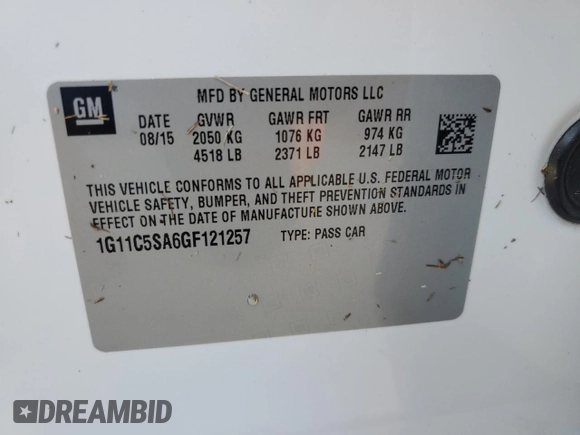 GM
MFD BY GENERAL MOTORS LLC
DATE GVWR GAWR FRT GAWR RR
08/15 2050 KG 1076 KG 974 KG
4518 LB 2371 LB 2147 LB
THIS VEHICLE CONFORMS TO ALL APPLICABLE U.S. FEDERAL MOTOR
VEHICLE SAFETY, BUMPER, AND THEFT PREVENTION STANDARDS IN
EFFECT ON THE DATE OF MANUFACTURE SHOWN ABOVE.
1G11C5SA6GF121257 TYPE: PASS CAR
DREAMBID